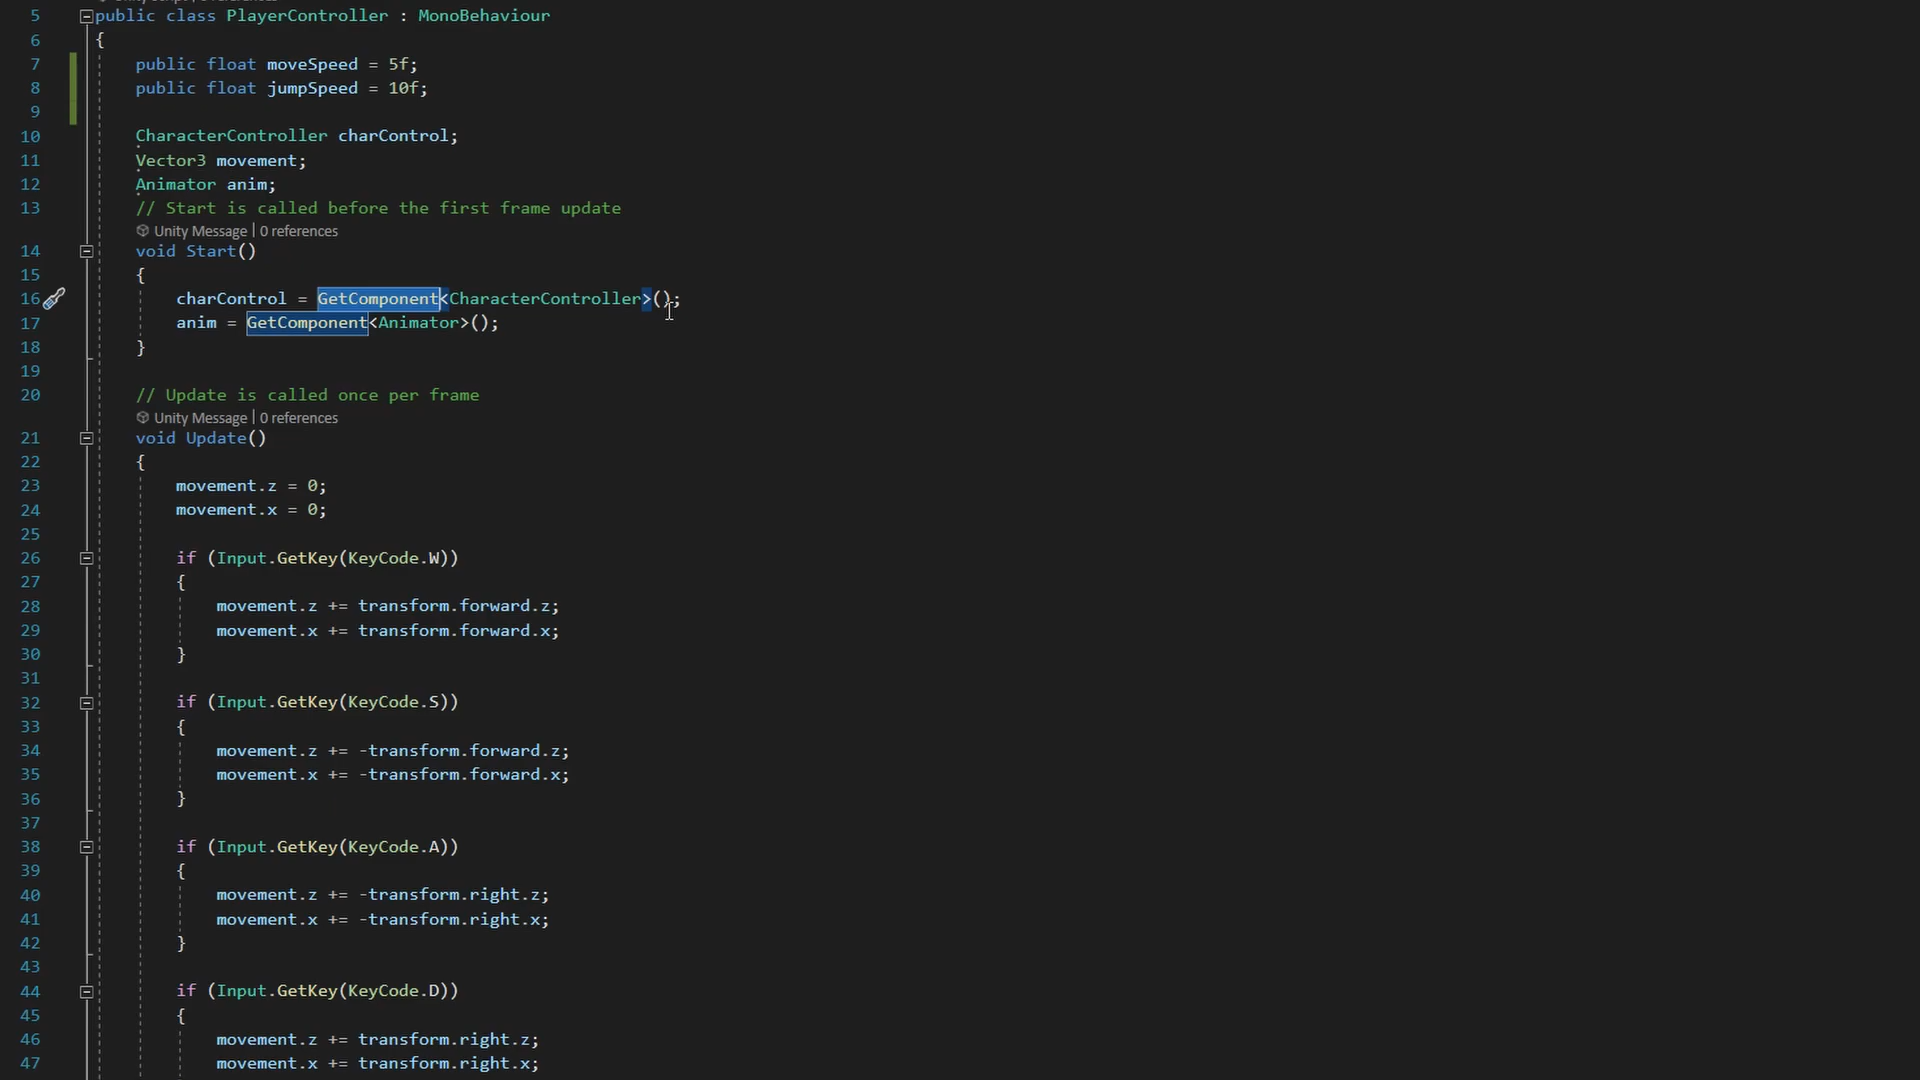 5 public class PlayerController : MonoBehaviour
6 {
7 public float moveSpeed = 5f;
8 public float jumpSpeed = 10f;
9
10 CharacterController charControl;
11 Vector3 movement;
12 Animator anim;
13 // Start is called before the first frame update
Unity Message | 0 references
14 void Start()
15 {
16 charControl = GetComponent<CharacterController>();
17 anim = GetComponent<Animator>();
18 }
19
20 // Update is called once per frame
Unity Message | 0 references
21 void Update()
22 {
23 movement.z = 0;
24 movement.x = 0;
25
26 if (Input.GetKey(KeyCode.W))
27 {
28 movement.z += transform.forward.z;
29 movement.x += transform.forward.x;
30 }
31
32 if (Input.GetKey(KeyCode.S))
33 {
34 movement.z += -transform.forward.z;
35 movement.x += -transform.forward.x;
36 }
37
38 if (Input.GetKey(KeyCode.A))
39 {
40 movement.z += -transform.right.z;
41 movement.x += -transform.right.x;
42 }
43
44 if (Input.GetKey(KeyCode.D))
45 {
46 movement.z += transform.right.z;
47 movement.x += transform.right.x;